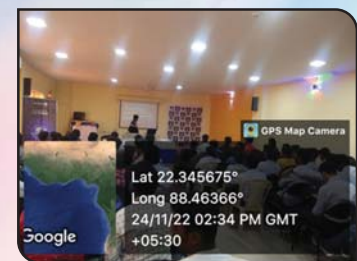 GPS Map Camera
Lat 22.345675°
Long 88.46366°
24/11/22 02:34 PM GMT
+05:30
Google